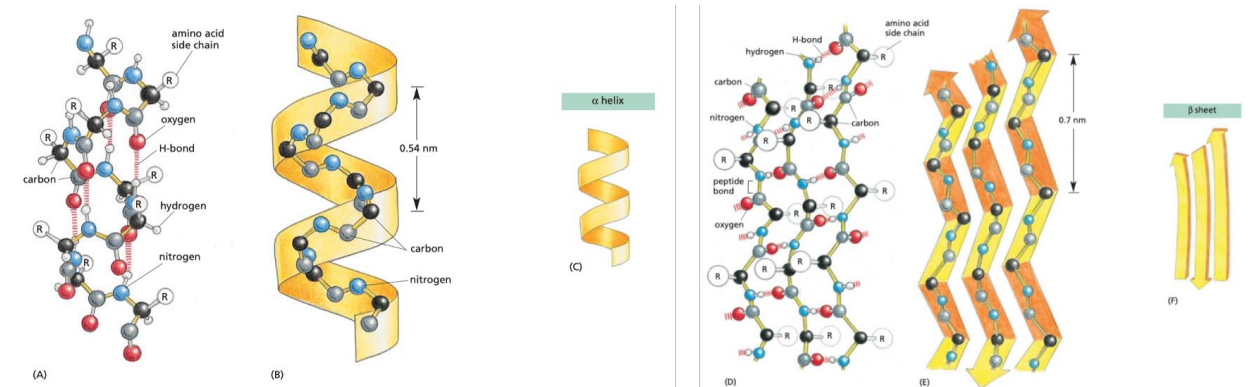 amino acid
side chain
R
R
R
oxygen
R
H-bond
R
carbon
R
hydrogen
R
R
nitrogen
R
(A)
0.54 nm
carbon
nitrogen
(B)
α helix
(C)
amino acid
side chain
H-bond
hydrogen
R
carbon
R
R
nitrogen
R
carbon
R
R
peptide
bond
R
R
R
oxygen
R
R
R
R
R
R
R
(D)
0.7 nm
(E)
β sheet
(F)